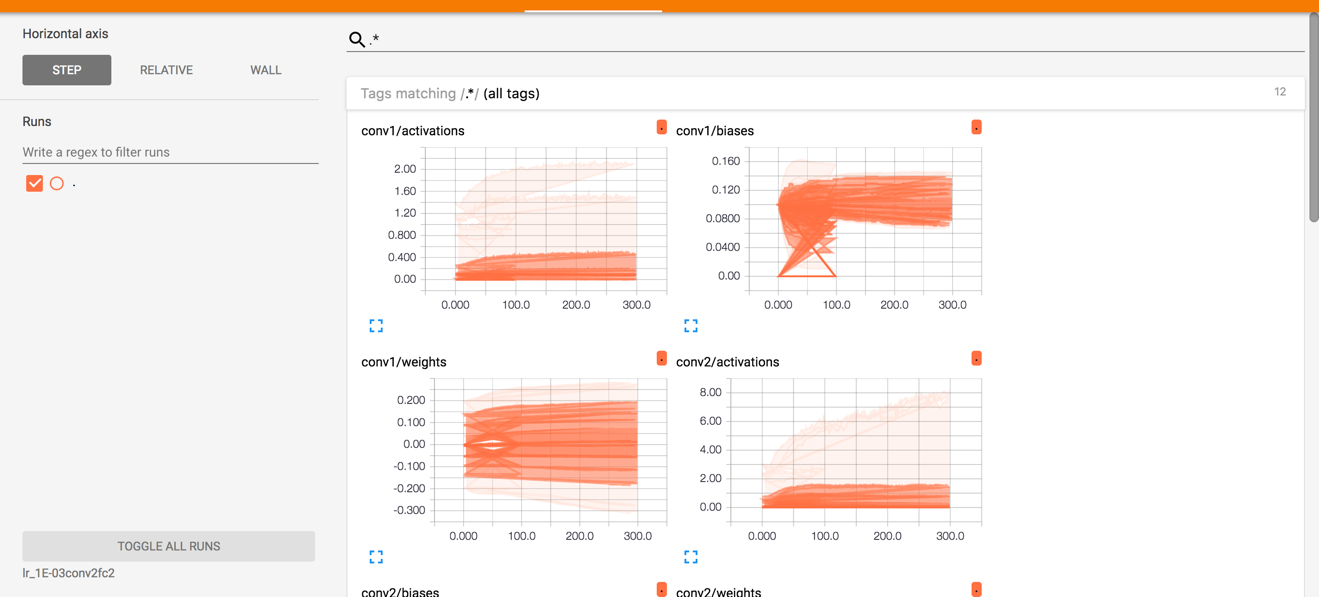 Horizontal axis
STEP RELATIVE WALL
Runs
Write a regex to filter runs
.
TOGGLE ALL RUNS
lr_1E-03conv2fc2
.*
Tags matching /.*/ (all tags) 12
conv1/activations .
2.00
1.60
1.20
0.800
0.400
0.00
0.000 100.0 200.0 300.0
conv1/biases .
0.160
0.120
0.0800
0.0400
0.00
0.000 100.0 200.0 300.0
conv1/weights .
0.200
0.100
0.00
-0.100
-0.200
-0.300
0.000 100.0 200.0 300.0
conv2/activations .
8.00
6.00
4.00
2.00
0.00
0.000 100.0 200.0 300.0
conv2/biases .
conv2/weights .